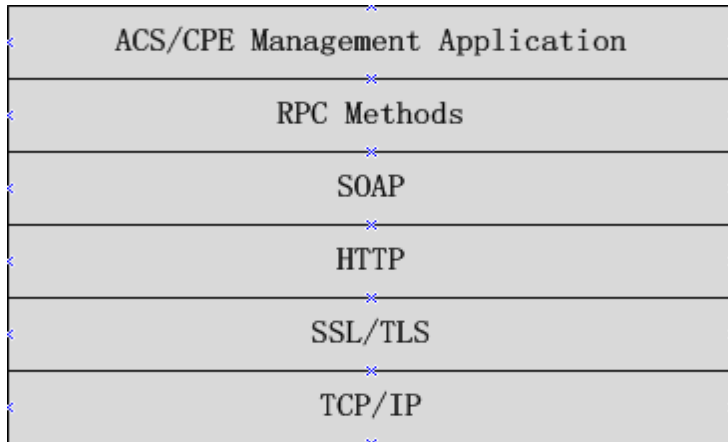 ACS/CPE Management Application
RPC Methods
SOAP
HTTP
SSL/TLS
TCP/IP